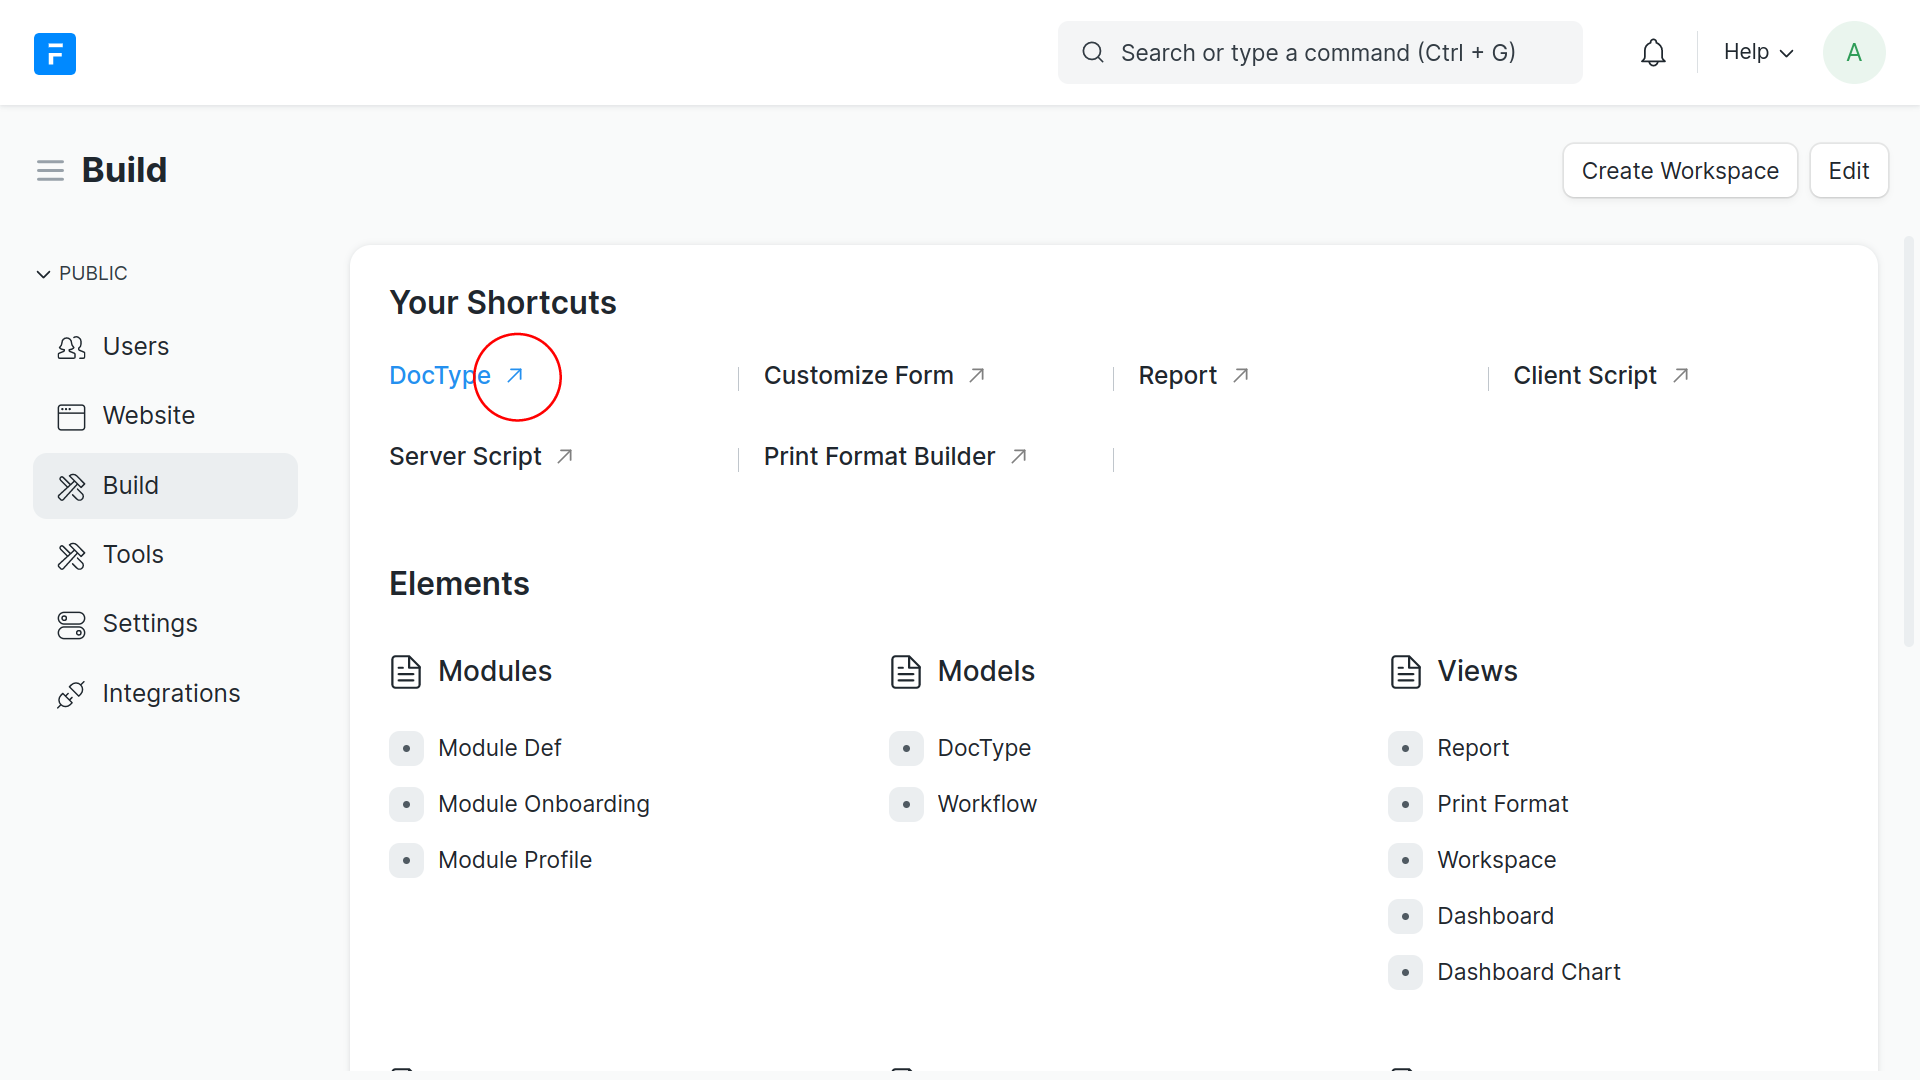 F
Search or type a command (Ctrl + G)
Help
A
Build
Create Workspace
Edit
PUBLIC
Users
Website
Build
Tools
Settings
Integrations
Your Shortcuts
DocType
Customize Form
Report
Client Script
Server Script
Print Format Builder
Elements
Modules
Module Def
Module Onboarding
Module Profile
Models
DocType
Workflow
Views
Report
Print Format
Workspace
Dashboard
Dashboard Chart